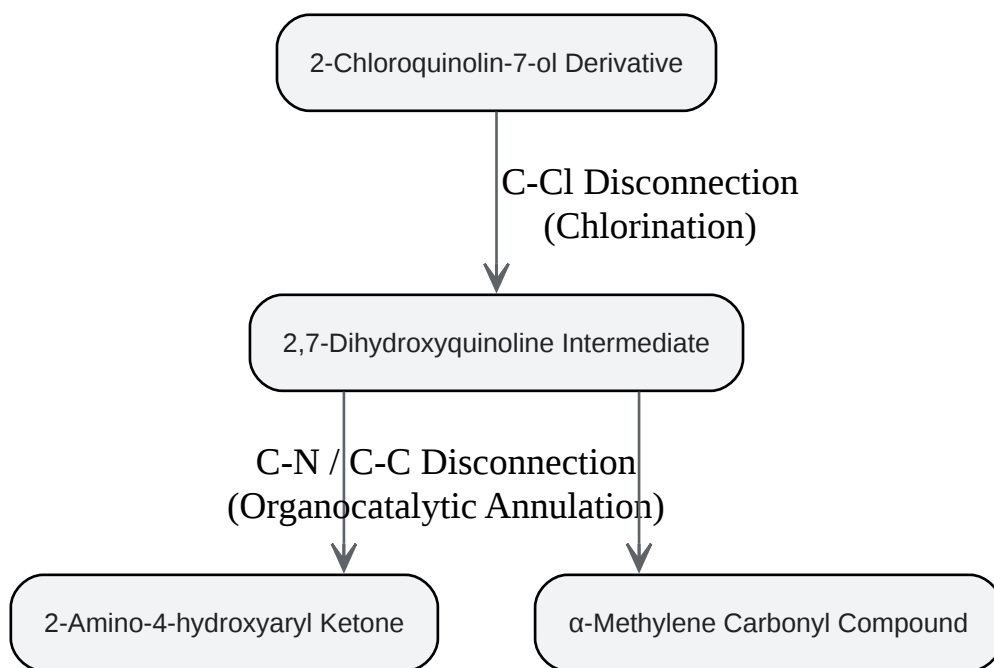 2-Chloroquinolin-7-ol Derivative
C-Cl Disconnection
(Chlorination)
2,7-Dihydroxyquinoline Intermediate
C-N / C-C Disconnection
(Organocatalytic Annulation)
2-Amino-4-hydroxyaryl Ketone
α-Methylene Carbonyl Compound